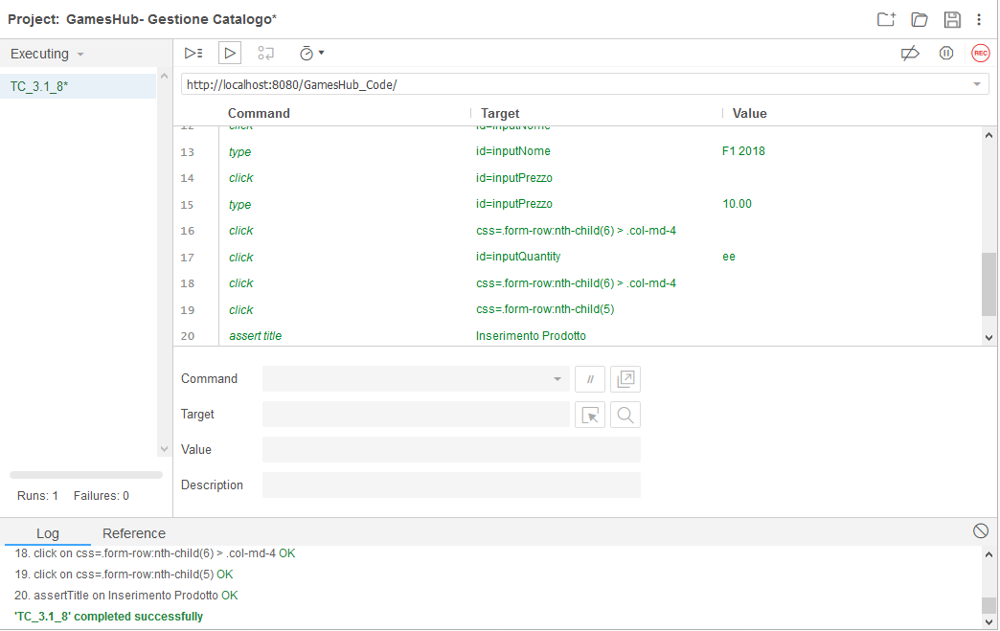 Project: GamesHub- Gestione Catalogo*
Executing
REC
TC_3.1_8*
http://localhost:8080/GamesHub_Code/
Command Target Value
12 click id=inputNome
13 type id=inputNome F1 2018
14 click id=inputPrezzo
15 type id=inputPrezzo 10.00
16 click css=.form-row:nth-child(6) > .col-md-4
17 click id=inputQuantity ee
18 click css=.form-row:nth-child(6) > .col-md-4
19 click css=.form-row:nth-child(5)
20 assert title Inserimento Prodotto
Command //
Target
Value
Description
Runs: 1 Failures: 0
Log Reference
18. click on css=.form-row:nth-child(6) > .col-md-4 OK
19. click on css=.form-row:nth-child(5) OK
20. assertTitle on Inserimento Prodotto OK
'TC_3.1_8' completed successfully